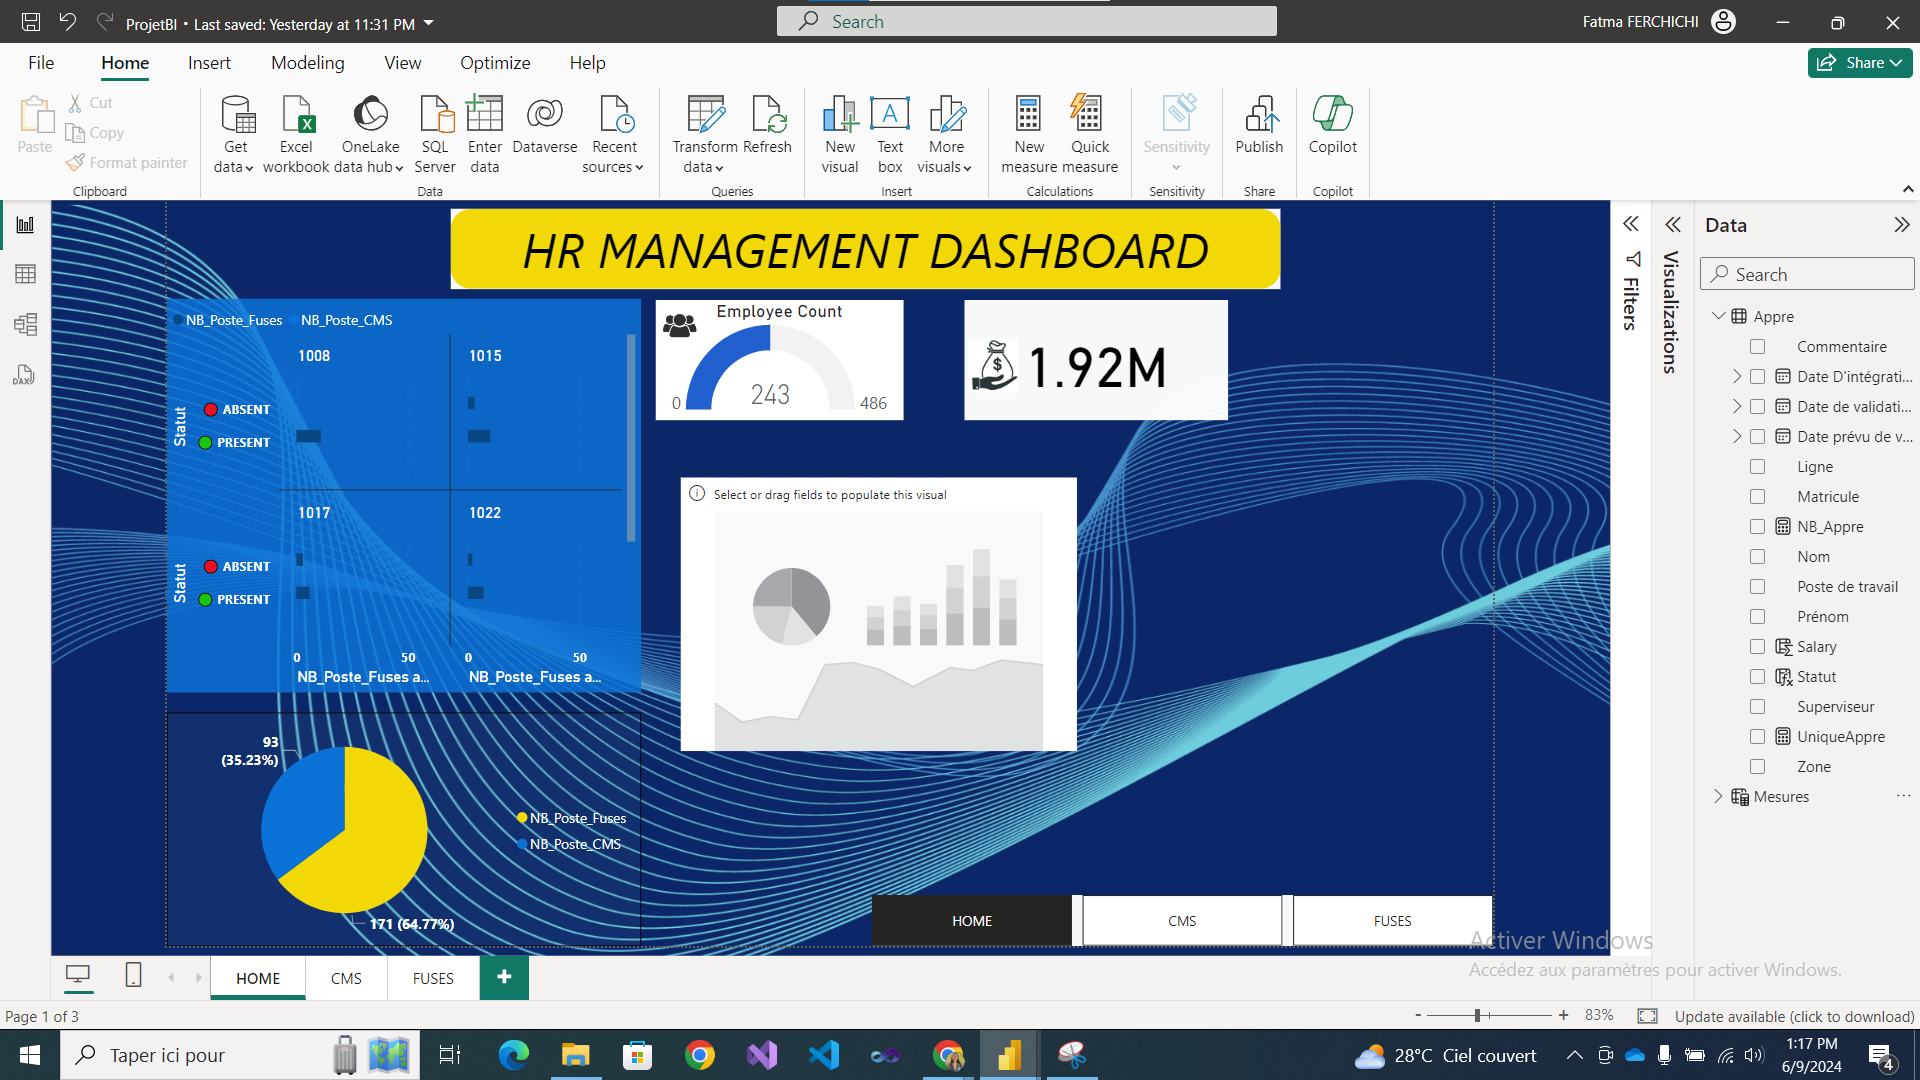 ProjetBI • Last saved: Yesterday at 11:31 PM
Search
Fatma FERCHICHI
File
Home
Insert
Modeling
View
Optimize
Help
Share
Paste
Cut
Copy
Format painter
Clipboard
Get data
Excel workbook
OneLake data hub
SQL Server
Enter data
Dataverse
Recent sources
Data
Transform data
Refresh
Queries
New visual
Text box
More visuals
Insert
New measure
Quick measure
Calculations
Sensitivity
Sensitivity
Publish
Share
Copilot
Copilot
DAX
HR MANAGEMENT DASHBOARD
NB_Poste_Fuses
NB_Poste_CMS
1008
1015
Statut
ABSENT
PRESENT
1017
1022
Statut
ABSENT
PRESENT
0
50
0
50
NB_Poste_Fuses a...
NB_Poste_Fuses a...
Employee Count
243
0
486
1.92M
Select or drag fields to populate this visual
93
(35.23%)
171 (64.77%)
NB_Poste_Fuses
NB_Poste_CMS
HOME
CMS
FUSES
Filters
Visualizations
Data
Search
Appre
Commentaire
Date D'intégrati...
Date de validati...
Date prévu de v...
Ligne
Matricule
NB_Appre
Nom
Poste de travail
Prénom
Salary
Statut
Superviseur
UniqueAppre
Zone
Mesures
Activer Windows
Accédez aux paramètres pour activer Windows.
HOME
CMS
FUSES
Page 1 of 3
83%
Update available (click to download)
Taper ici pour
28°C Ciel couvert
1:17 PM
6/9/2024
4